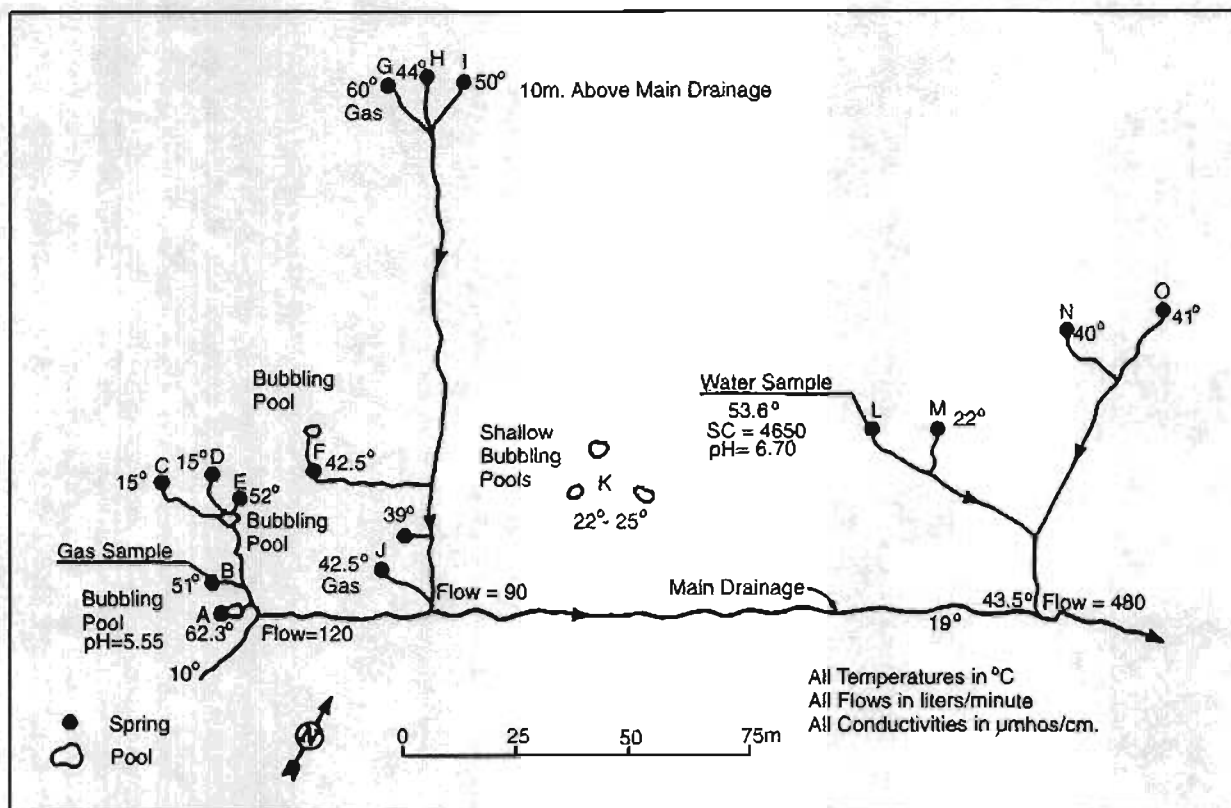 G
H
I
60°
44°
50°
Gas
10m. Above Main Drainage
N
O
40°
41°
Bubbling
Pool
Water Sample
53.6°
SC = 4650
pH= 6.70
L
M
22°
F
42.5°
Shallow
Bubbling
Pools
K
22°- 25°
C
15°
15°
D
E
52°
Bubbling
Pool
39°
Gas Sample
B
51°
J
42.5°
Gas
Bubbling
Pool
pH=5.55
A
62.3°
Flow = 90
Main Drainage
43.5°
Flow = 480
Flow=120
19°
10°
All Temperatures in °C
All Flows in liters/minute
All Conductivities in µmhos/cm.
Spring
Pool
N
0
25
50
75m